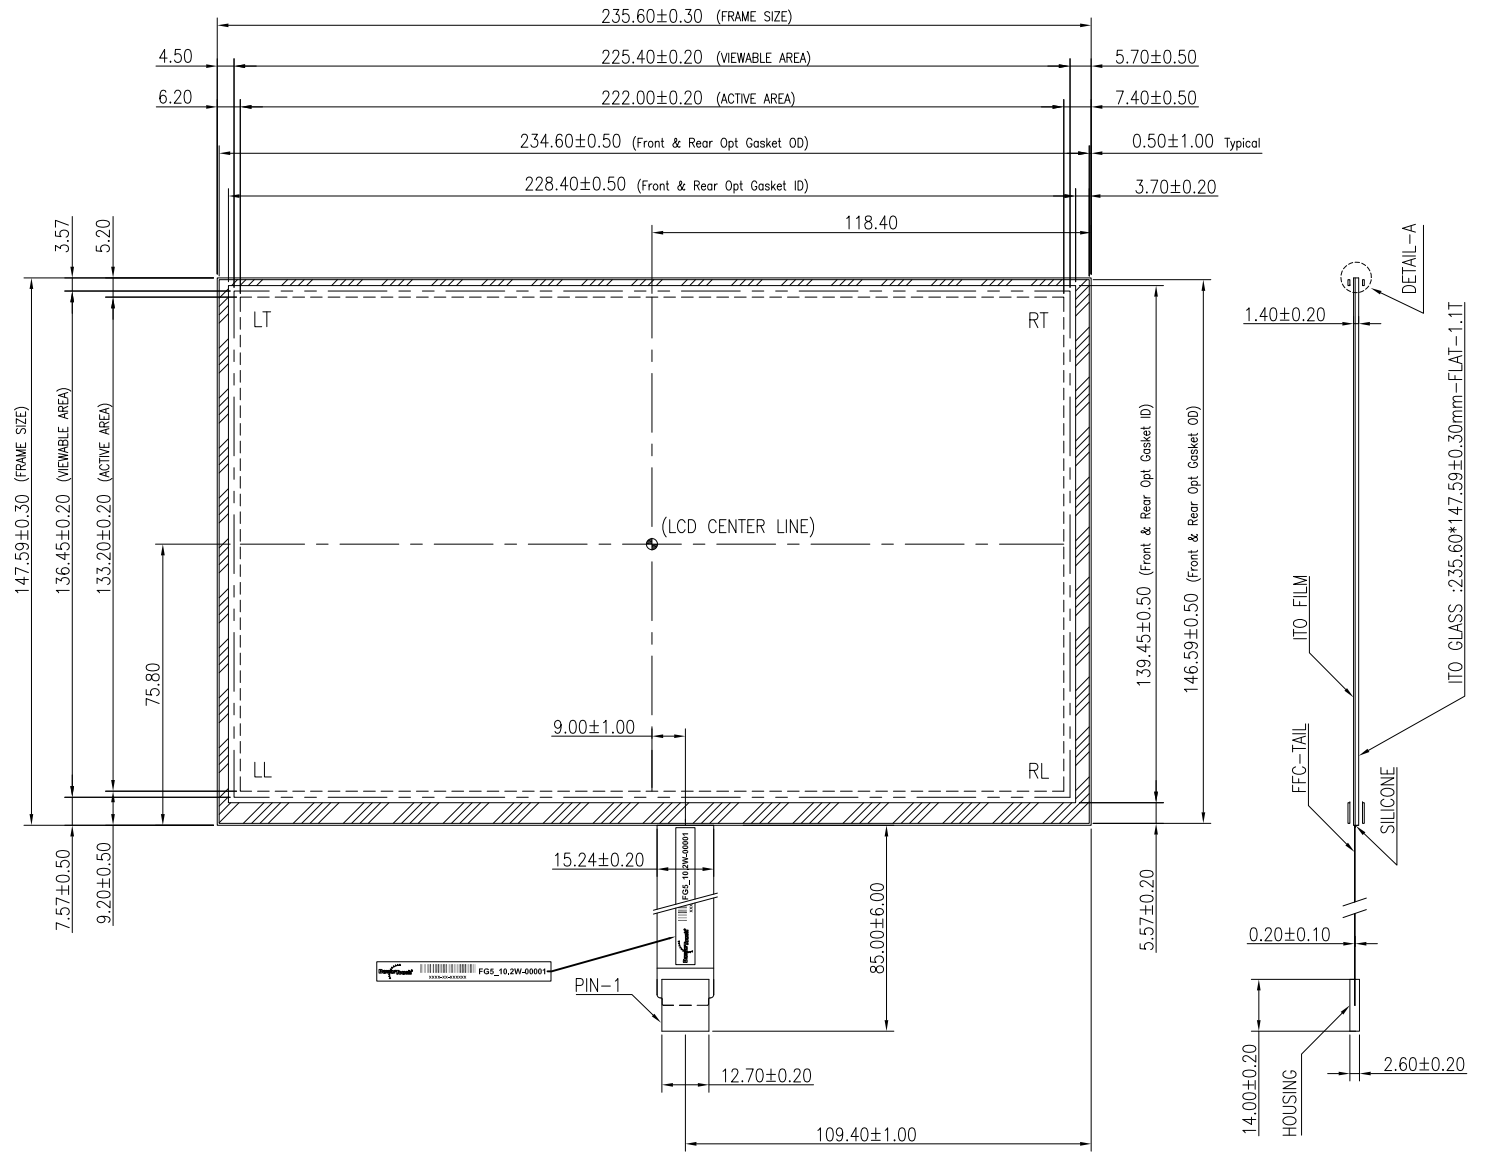 235.60±0.30 (FRAME SIZE)
4.50
225.40±0.20 (VIEWABLE AREA)
5.70±0.50
6.20
222.00±0.20 (ACTIVE AREA)
7.40±0.50
234.60±0.50 (Front & Rear Opt Gasket OD)
0.50±1.00 Typical
228.40±0.50 (Front & Rear Opt Gasket ID)
3.70±0.20
118.40
3.57
5.20
LT
RT
147.59±0.30 (FRAME SIZE)
136.45±0.20 (VIEWABLE AREA)
133.20±0.20 (ACTIVE AREA)
(LCD CENTER LINE)
75.80
9.00±1.00
139.45±0.50 (Front & Rear Opt Gasket ID)
146.59±0.50 (Front & Rear Opt Gasket OD)
LL
RL
7.57±0.50
9.20±0.50
15.24±0.20
FG5_10,2W-00001
85.00±6.00
5.57±0.20
FG5_10,2W-00001
XXXX-XX-XXXXXX
PIN-1
12.70±0.20
109.40±1.00
DETAIL-A
1.40±0.20
ITO GLASS :235.60*147.59±0.30mm-FLAT-1.1T
ITO FILM
FFC-TAIL
SILICONE
0.20±0.10
14.00±0.20
HOUSING
2.60±0.20